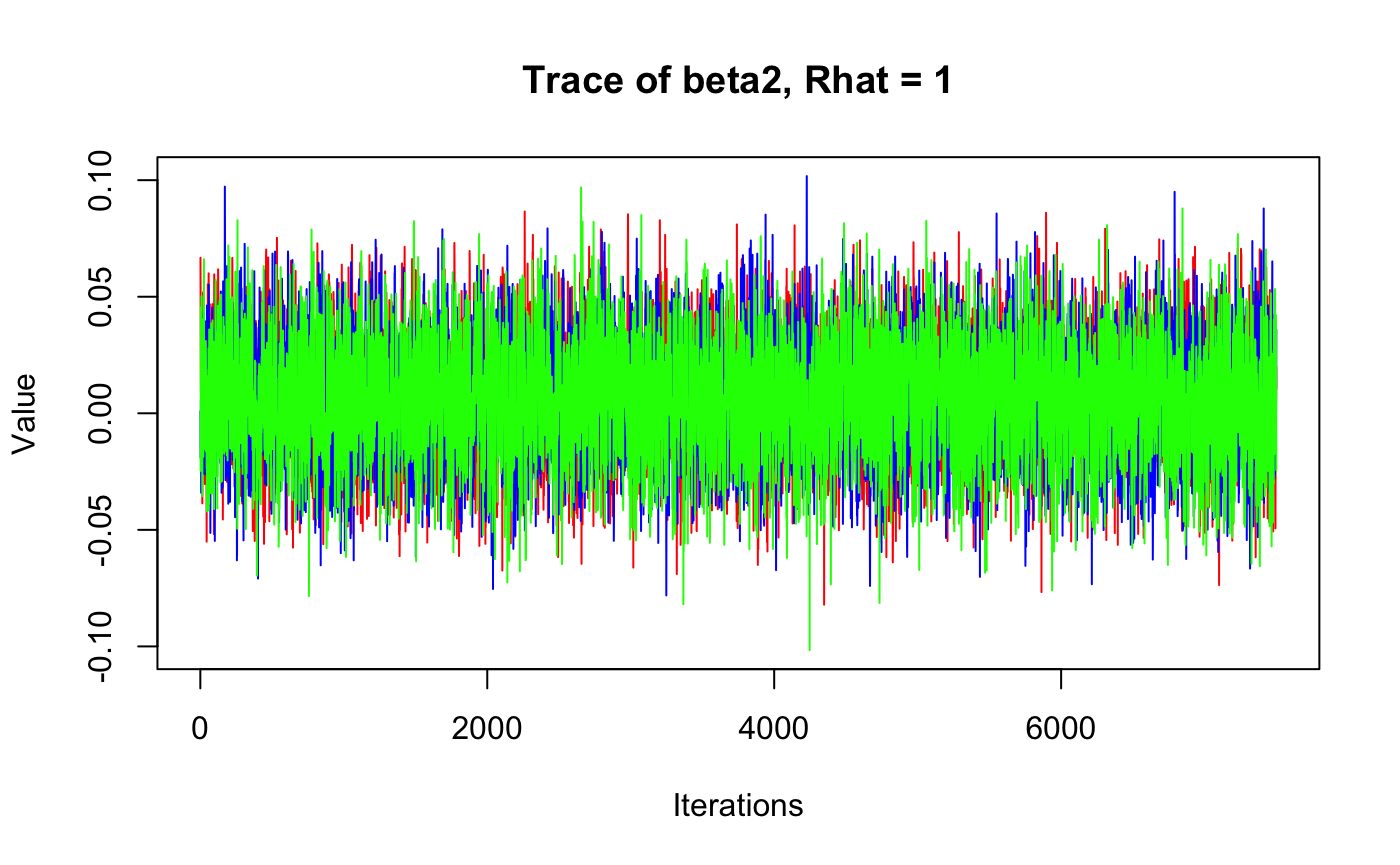 Trace of beta2, Rhat = 1
Value
0.10
0.05
0.00
-0.05
-0.10
0 2000 4000 6000
Iterations